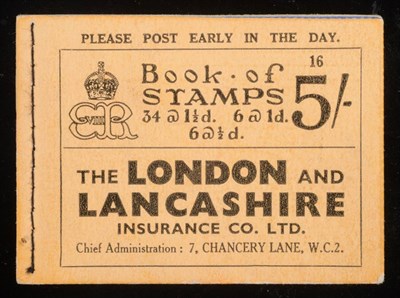 PLEASE POST EARLY IN THE DAY.
16
Book · of
STAMPS
5/-
34 @ 1½d. 6 @ 1d.
6 @ ½d.
EVIIIR
THE LONDON AND
LANCASHIRE
INSURANCE CO. LTD.
Chief Administration : 7, CHANCERY LANE, W.C.2.